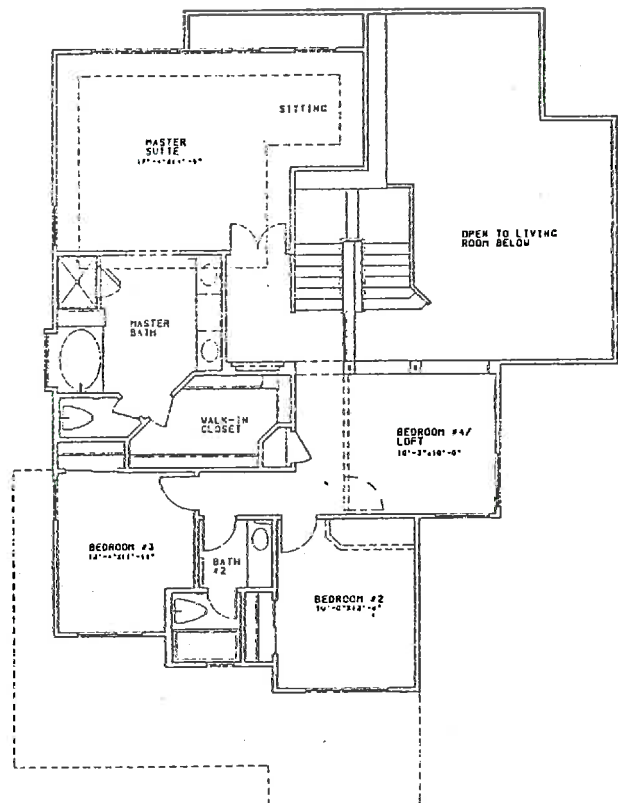 SITTING
MASTER
SUITE
OPEN TO LIVING
ROOM BELOW
MASTER
BATH
WALK-IN
CLOSET
BEDROOM #4/
LOFT
BEDROOM #3
BATH
#2
BEDROOM #2